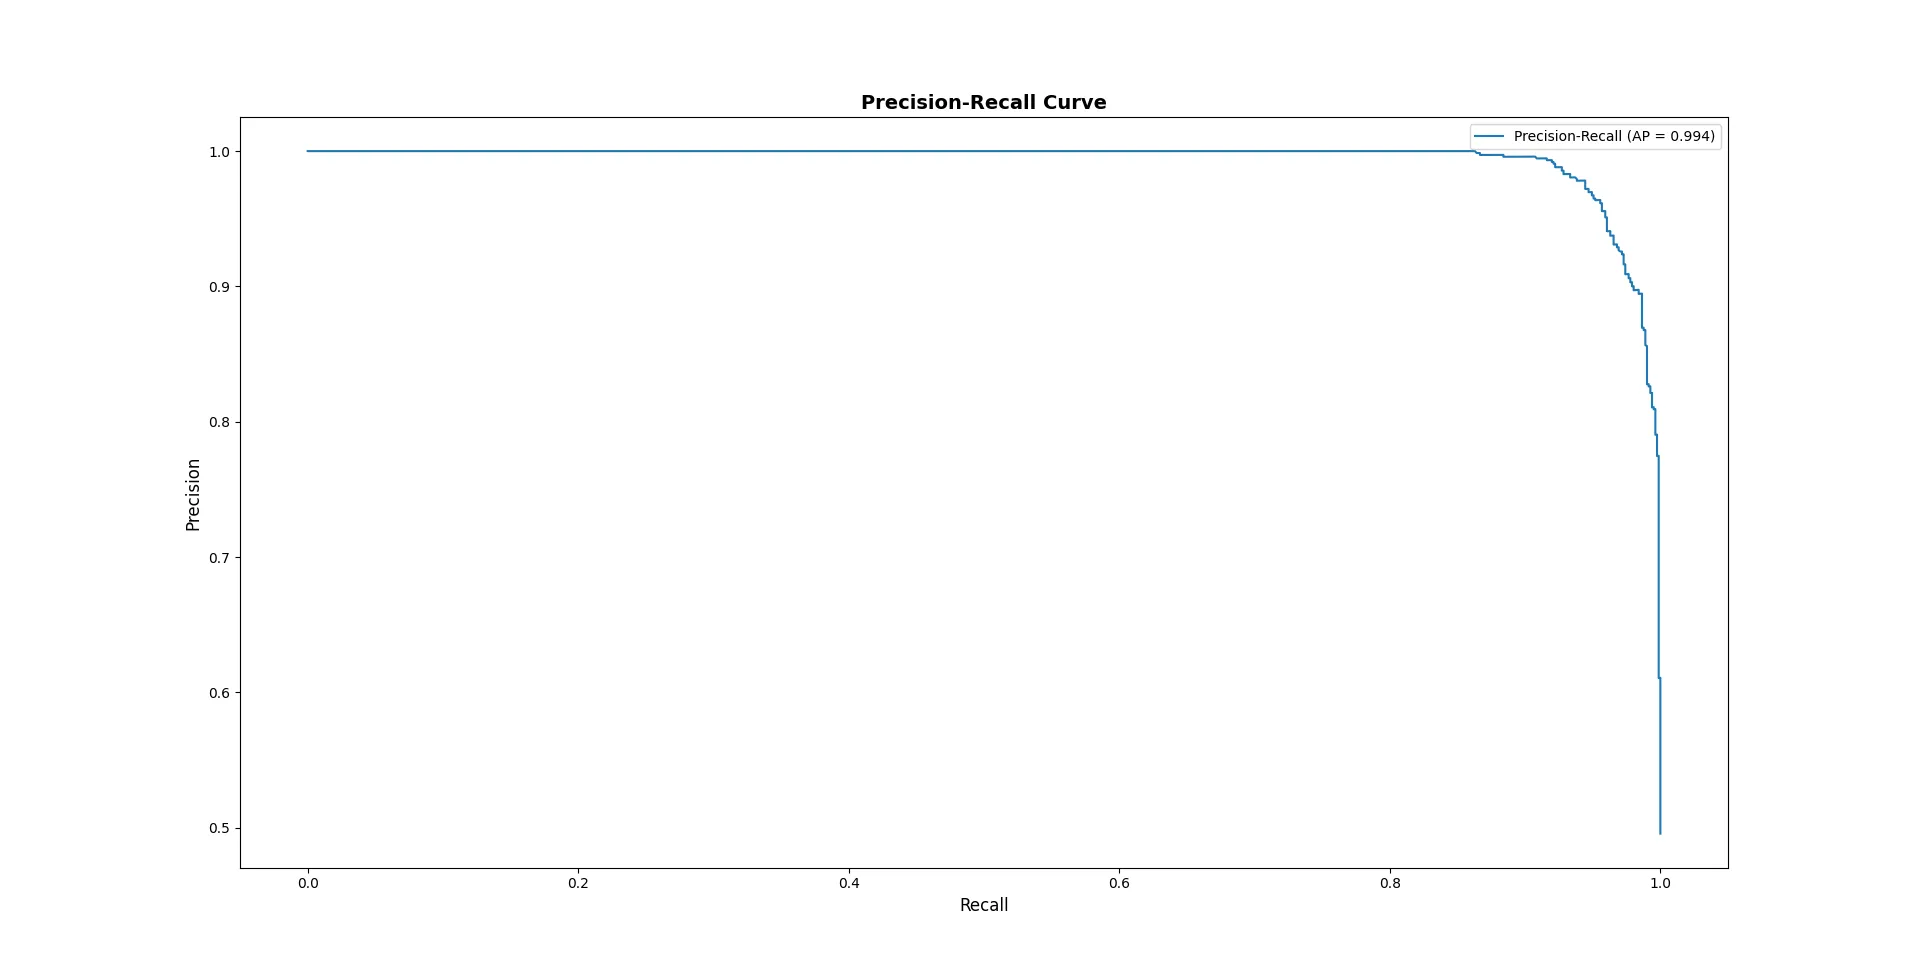 Precision-Recall Curve
Precision-Recall (AP = 0.994)
Precision
1.0
0.9
0.8
0.7
0.6
0.5
0.0 0.2 0.4 0.6 0.8 1.0
Recall